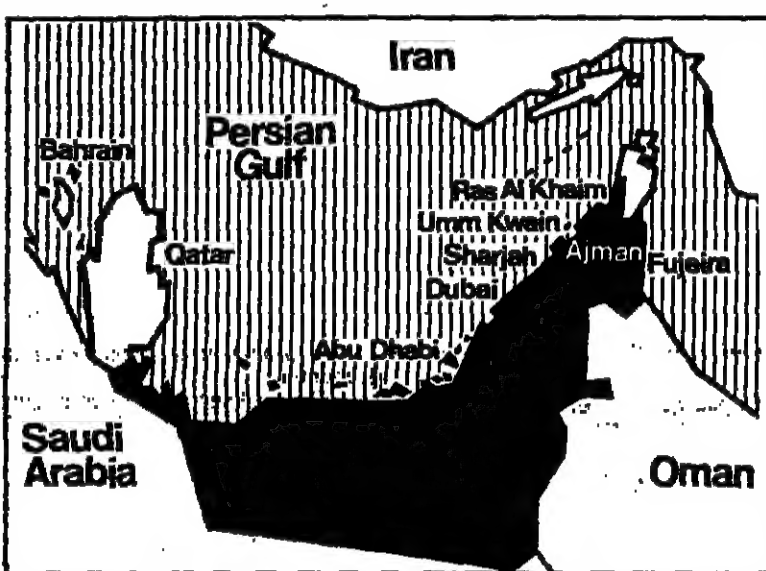 Iran
Persian
Gulf
Bahrain
Ras Al Khaim
Umm Kwain
Sharjah
Ajman
Fujeira
Qatar
Dubai
Abu Dhabi
Saudi
Arabia
Oman